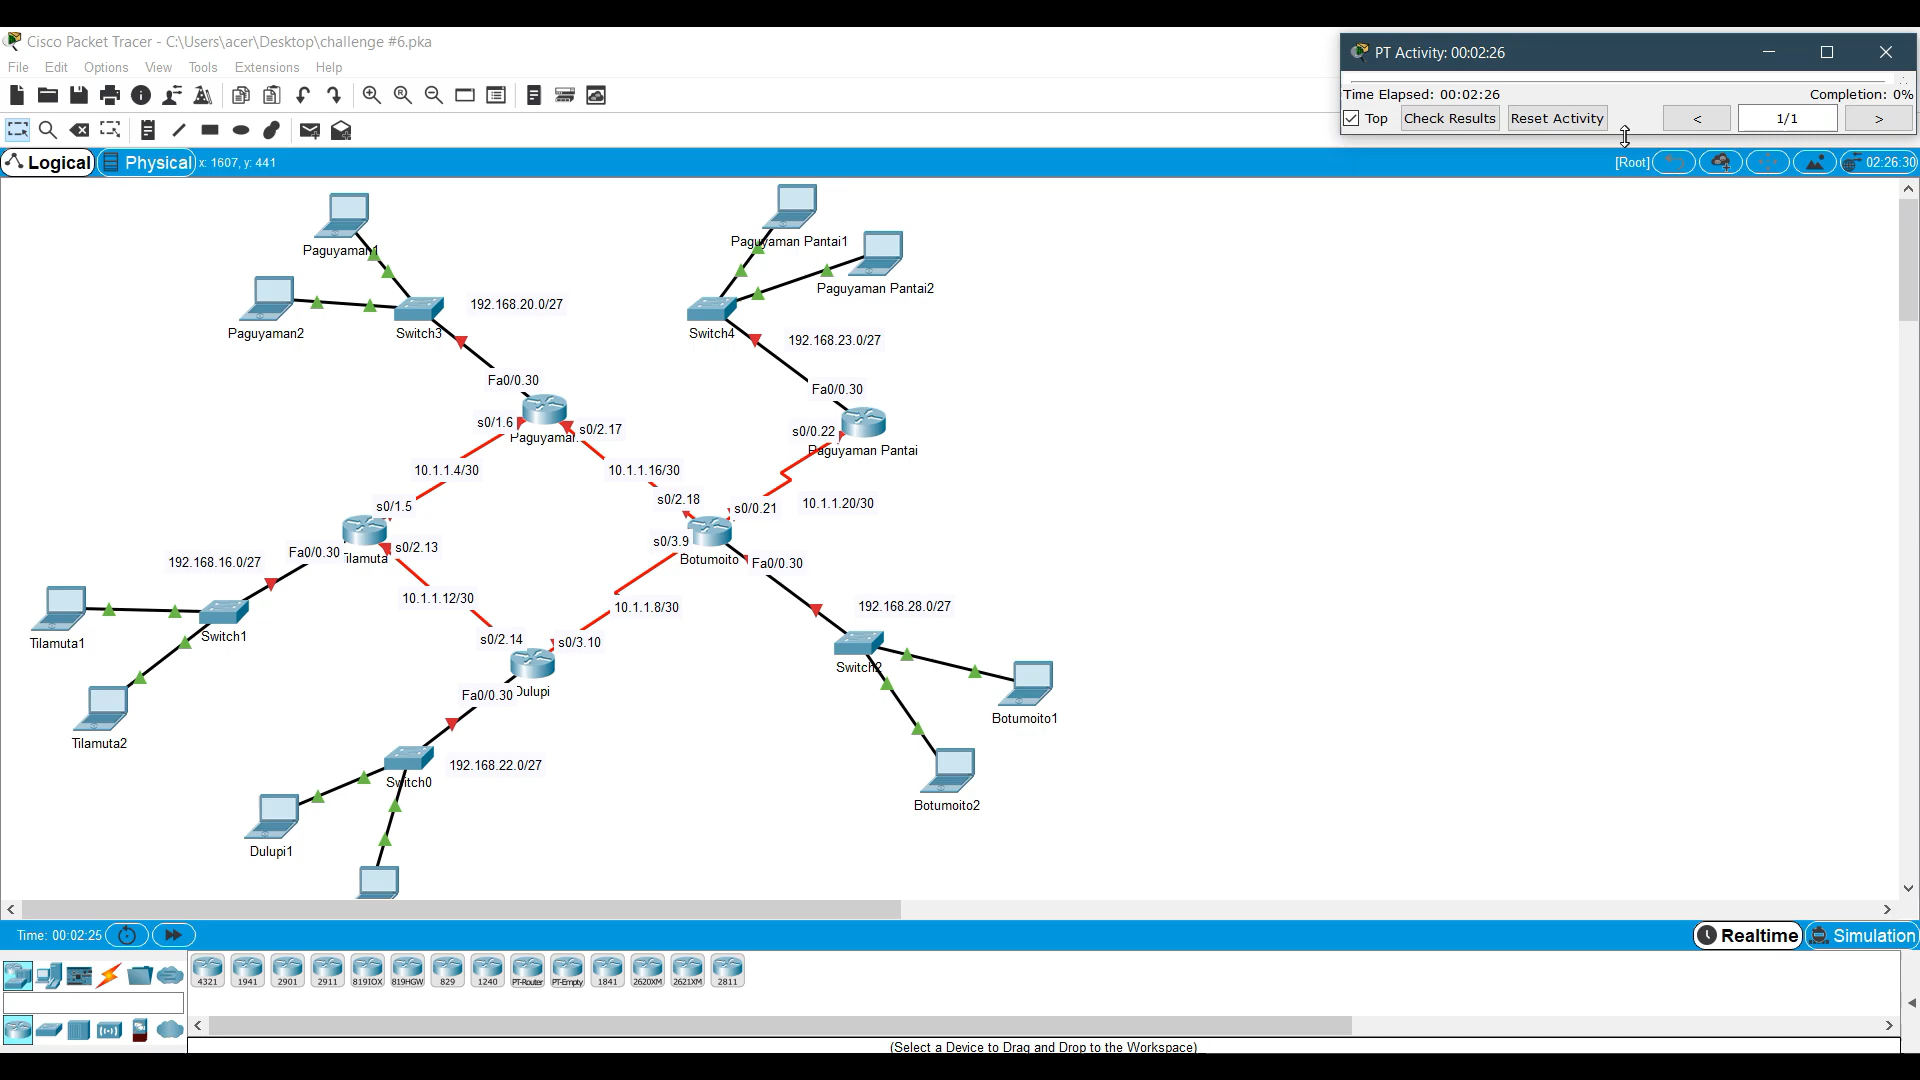 Cisco Packet Tracer - C:\Users\acer\Desktop\challenge #6.pka
File Edit Options View Tools Extensions Help
PT Activity: 00:02:26
Time Elapsed: 00:02:26 Completion: 0%
Top Check Results Reset Activity < 1/1 >
Logical Physical x: 1607, y: 441 [Root] 02:26:30
Paguyaman1
Paguyaman2
Switch3
192.168.20.0/27
Fa0/0.30
s0/1.6
s0/2.17
10.1.1.4/30
10.1.1.16/30
Paguyaman Pantai1
Paguyaman Pantai2
Switch4
192.168.23.0/27
Fa0/0.30
s0/0.22
Paguyaman Pantai
s0/2.18
s0/0.21
10.1.1.20/30
s0/1.5
s0/2.13
Fa0/0.30
192.168.16.0/27
Tilamuta1
Switch1
Tilamuta2
10.1.1.12/30
s0/3.9
Botumoito
Fa0/0.30
10.1.1.8/30
192.168.28.0/27
s0/2.14
s0/3.10
Fa0/0.30
Dulupi
Switch2
Botumoito1
Botumoito2
Switch0
192.168.22.0/27
Dulupi1
Time: 00:02:25 Realtime Simulation
4321 1941 2901 2911 819IOX 819HGW 829 1240 PT-Router PT-Empty 1841 2620XM 2621XM 2811
(Select a Device to Drag and Drop to the Workspace)